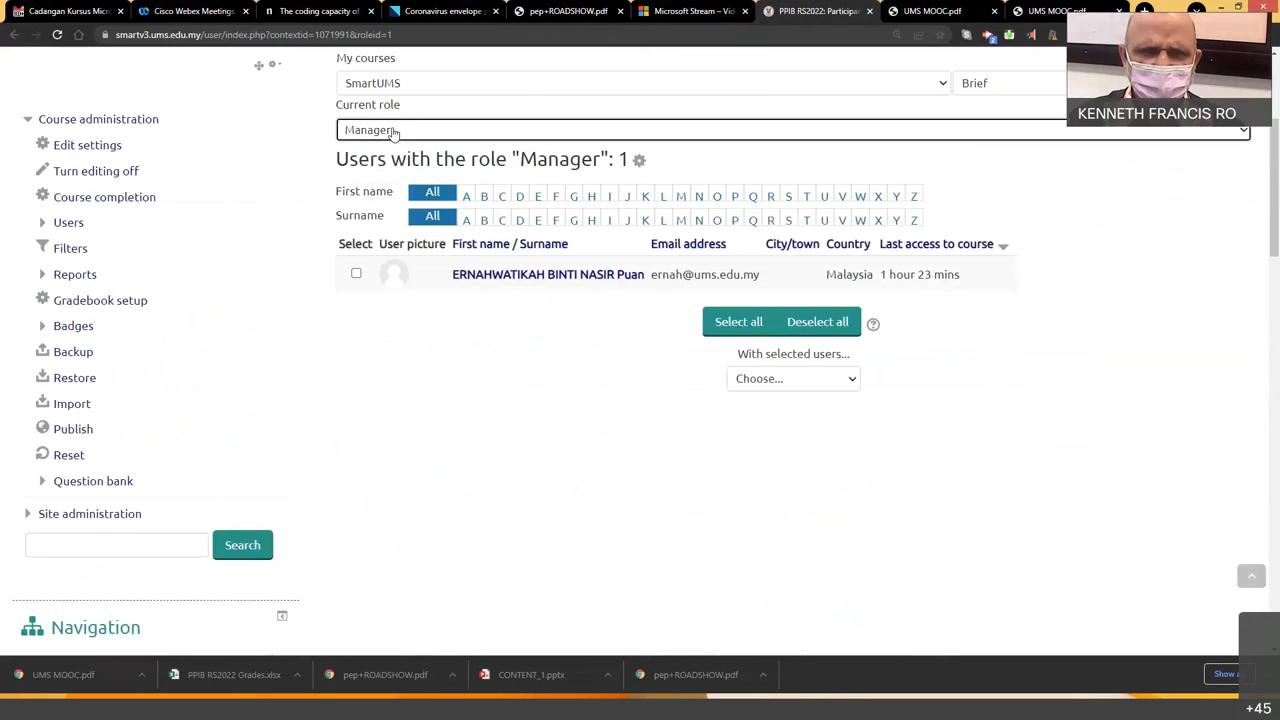 Cadangan Kursus Micro
Cisco Webex Meetings
The coding capacity of
Coronavirus envelope p
pep+ROADSHOW.pdf
Microsoft Stream - Vid
PPIB RS2022: Participan
UMS MOOC.pdf
UMS MOOC.pdf
smartv3.ums.edu.my/user/index.php?contextid=1071991&roleid=1
KENNETH FRANCIS RO
My courses
SmartUMS
Brief
Current role
Manager
Users with the role "Manager": 1
First name All A B C D E F G H I J K L M N O P Q R S T U V W X Y Z
Surname All A B C D E F G H I J K L M N O P Q R S T U V W X Y Z
Select User picture First name / Surname Email address City/town Country Last access to course
ERNAHWATIKAH BINTI NASIR Puan ernah@ums.edu.my Malaysia 1 hour 23 mins
Select all Deselect all
With selected users...
Choose...
Course administration
Edit settings
Turn editing off
Course completion
Users
Filters
Reports
Gradebook setup
Badges
Backup
Restore
Import
Publish
Reset
Question bank
Site administration
Search
Navigation
UMS MOOC.pdf
PPIB RS2022 Grades.xlsx
pep+ROADSHOW.pdf
CONTENT_1.pptx
pep+ROADSHOW.pdf
Show a
+45